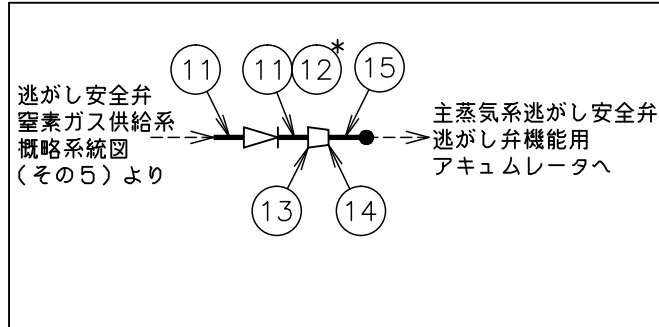 11
11
12
*
15
逃がし安全弁
窒素ガス供給系
概略系統図
(その5)より
主蒸気系逃がし安全弁
逃がし弁機能用
アキュムレータへ
13
14